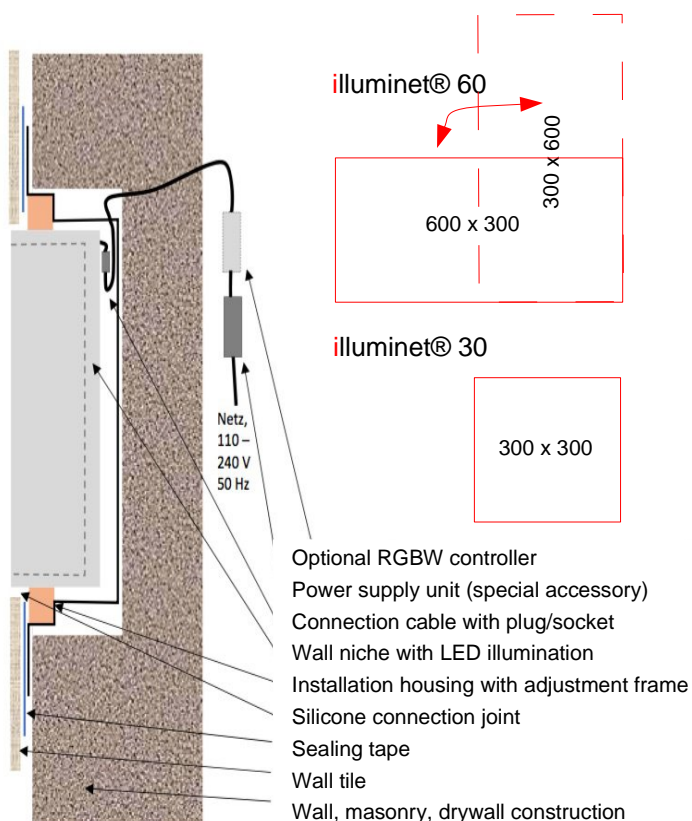 illuminet® 60
300 x 600
600 x 300
illuminet® 30
300 x 300
Netz,
110 –
240 V
50 Hz
Optional RGBW controller
Power supply unit (special accessory)
Connection cable with plug/socket
Wall niche with LED illumination
Installation housing with adjustment frame
Silicone connection joint
Sealing tape
Wall tile
Wall, masonry, drywall construction